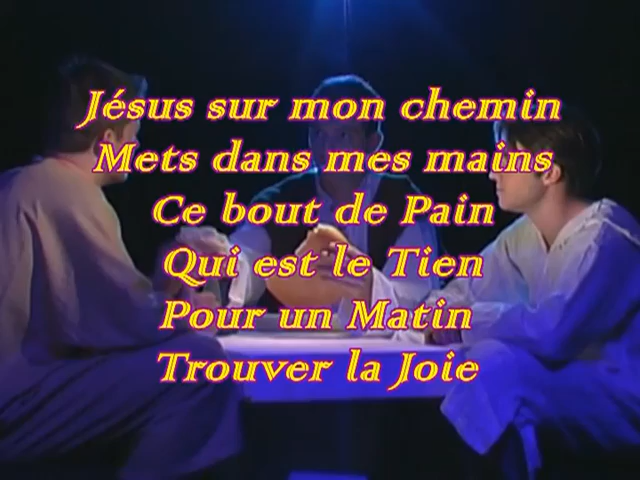 Jésus sur mon chemin
Mets dans mes mains
Ce bout de Pain
Qui est le Tien
Pour un Matin
Trouver la Joie